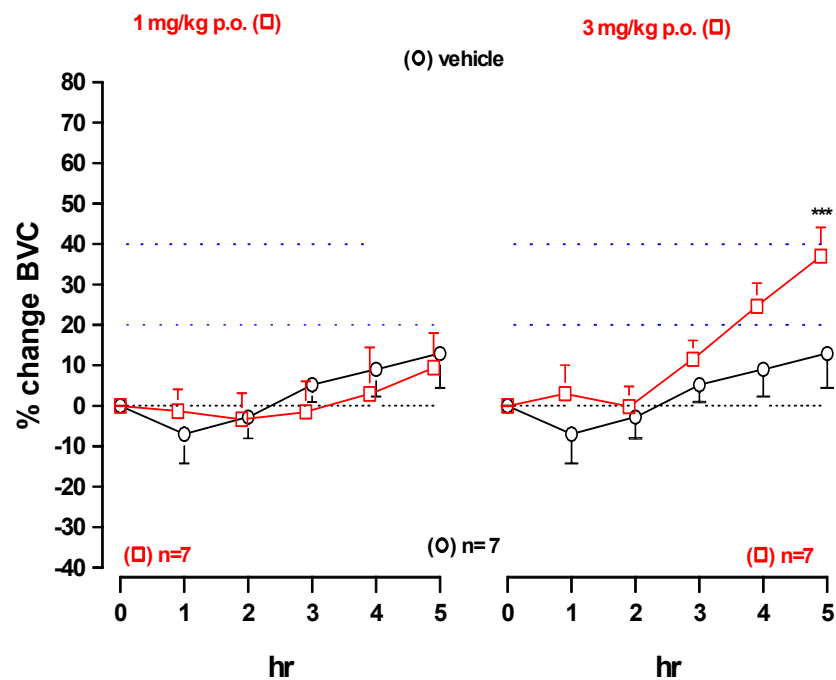 1 mg/kg p.o. (□)
3 mg/kg p.o. (□)
(O) vehicle
% change BVC
80
70
60
50
40
30
20
10
0
-10
-20
-30
-40
***
(□) n=7
(O) n=7
(□) n=7
0 1 2 3 4 5
0 1 2 3 4 5
hr
hr